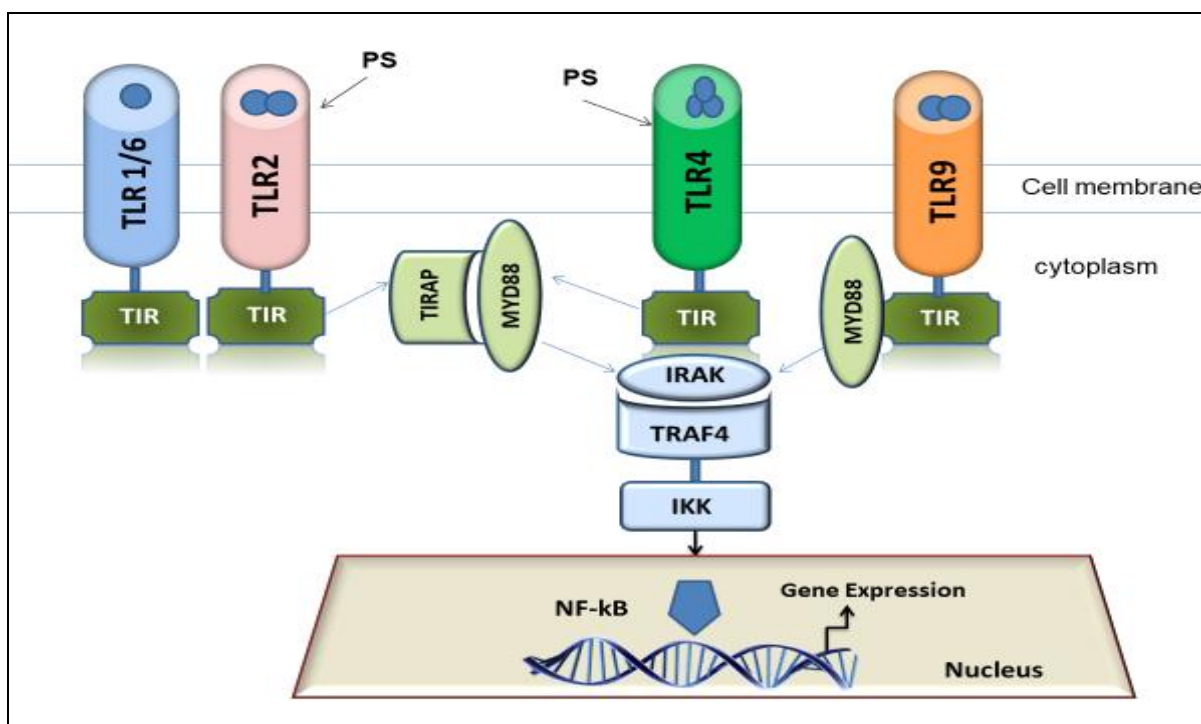 PS
PS
TLR 1/6
TLR2
TLR4
TLR9
Cell membrane
cytoplasm
TIR
TIR
TIRAP
MYD88
TIR
MYD88
TIR
IRAK
TRAF4
IKK
NF-kB
Gene Expression
Nucleus